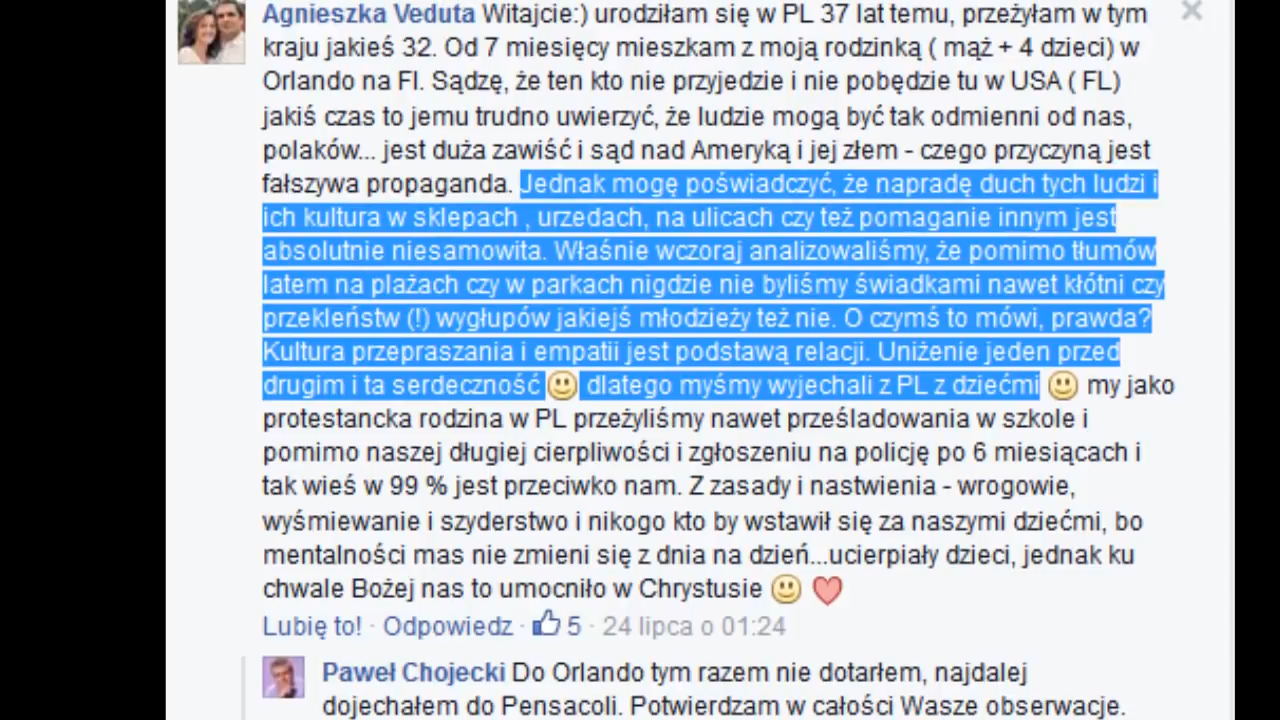 Agnieszka Veduta Witajcie:) urodziłam się w PL 37 lat temu, przeżyłam w tym
kraju jakieś 32. Od 7 miesięcy mieszkam z moją rodzinką ( mąż + 4 dzieci) w
Orlando na Fl. Sądzę, że ten kto nie przyjedzie i nie pobędzie tu w USA ( FL)
jakiś czas to jemu trudno uwierzyć, że ludzie mogą być tak odmienni od nas,
polaków... jest duża zawiść i sąd nad Ameryką i jej złem - czego przyczyną jest
fałszywa propaganda. Jednak mogę poświadczyć, że napradę duch tych ludzi i
ich kultura w sklepach , urzedach, na ulicach czy też pomaganie innym jest
absolutnie niesamowita. Właśnie wczoraj analizowaliśmy, że pomimo tłumów
latem na plażach czy w parkach nigdzie nie byliśmy świadkami nawet kłótni czy
przekleństw (!) wygłupów jakiejś młodzieży też nie. O czymś to mówi, prawda?
Kultura przepraszania i empatii jest podstawą relacji. Uniżenie jeden przed
drugim i ta serdeczność 🙂 dlatego myśmy wyjechali z PL z dziećmi 🙂 my jako
protestancka rodzina w PL przeżyliśmy nawet prześladowania w szkole i
pomimo naszej długiej cierpliwości i zgłoszeniu na policję po 6 miesiącach i
tak wieś w 99 % jest przeciwko nam. Z zasady i nastwienia - wrogowie,
wyśmiewanie i szyderstwo i nikogo kto by wstawił się za naszymi dziećmi, bo
mentalności mas nie zmieni się z dnia na dzień...ucierpiały dzieci, jednak ku
chwale Bożej nas to umocniło w Chrystusie 🙂 ❤
Lubię to! · Odpowiedz · 👍 5 · 24 lipca o 01:24
Paweł Chojecki Do Orlando tym razem nie dotarłem, najdalej
dojechałem do Pensacoli. Potwierdzam w całości Wasze obserwacje.